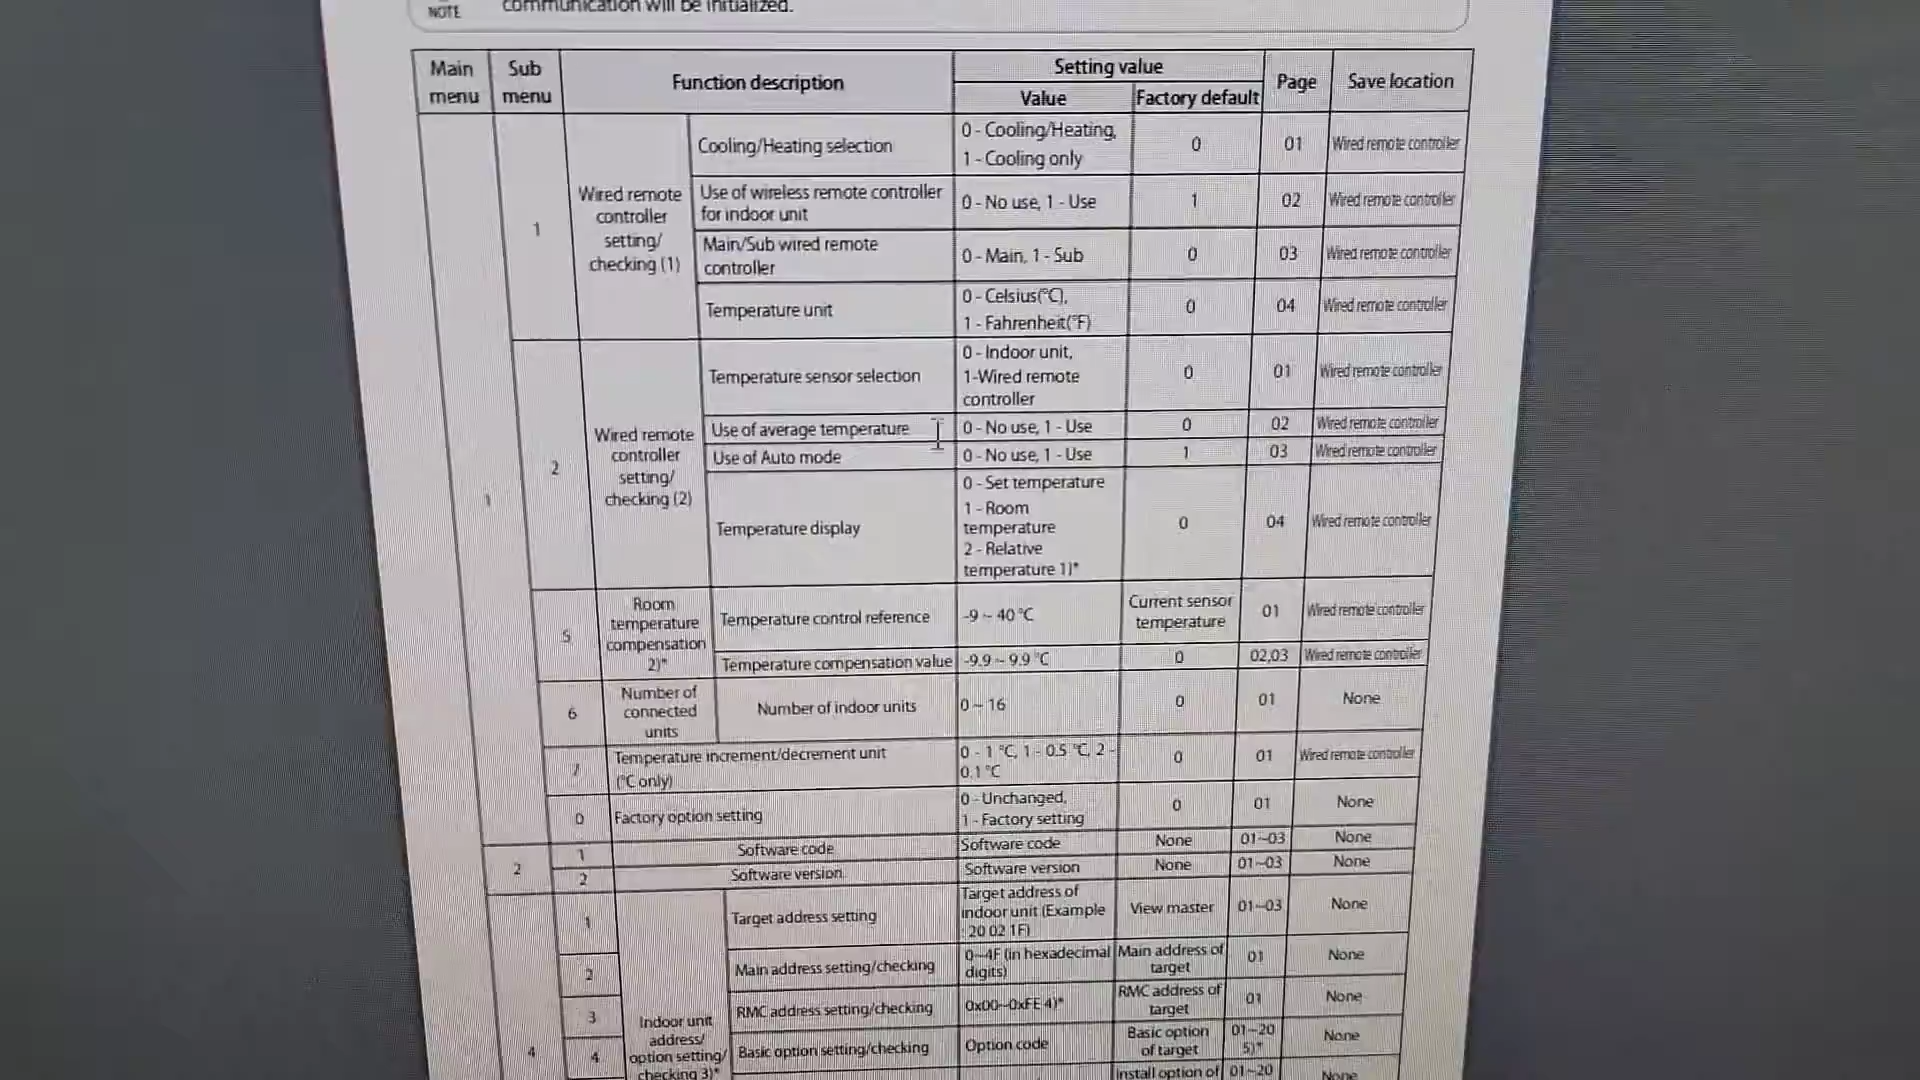 communication will be initialized.
NOTE
Main menu
Sub menu
Function description
Setting value
Value
Factory default
Page
Save location
1
1
Wired remote
controller
setting/
checking (1)
Cooling/Heating selection
0 - Cooling/Heating,
1 - Cooling only
0
01
Wired remote controller
Use of wireless remote controller
for indoor unit
0 - No use, 1 - Use
1
02
Wired remote controller
Main/Sub wired remote
controller
0 - Main, 1 - Sub
0
03
Wired remote controller
Temperature unit
0 - Celsius(°C),
1 - Fahrenheit(°F)
0
04
Wired remote controller
2
Wired remote
controller
setting/
checking (2)
Temperature sensor selection
0 - Indoor unit,
1-Wired remote
controller
0
01
Wired remote controller
Use of average temperature
0 - No use, 1 - Use
0
02
Wired remote controller
Use of Auto mode
0 - No use, 1 - Use
1
03
Wired remote controller
Temperature display
0 - Set temperature
1 - Room
temperature
2 - Relative
temperature 1)*
0
04
Wired remote controller
5
Room
temperature
compensation
2)*
Temperature control reference
-9 ~ 40 °C
Current sensor
temperature
01
Wired remote controller
Temperature compensation value
-9.9 ~ 9.9 °C
0
02,03
Wired remote controller
6
Number of
connected
units
Number of indoor units
0 ~ 16
0
01
None
7
Temperature increment/decrement unit
(°C only)
0 - 1 °C, 1 - 0.5 °C, 2 -
0.1 °C
0
01
Wired remote controller
0
Factory option setting
0 - Unchanged,
1 - Factory setting
0
01
None
2
1
Software code
Software code
None
01~03
None
2
Software version
Software version
None
01~03
None
4
1
Indoor unit
address/
option setting/
checking 3)*
Target address setting
Target address of
indoor unit (Example
: 20 02 1F)
View master
01~03
None
2
Main address setting/checking
0~4F (in hexadecimal
digits)
Main address of
target
01
None
3
RMC address setting/checking
0x00~0xFE 4)*
RMC address of
target
01
None
4
Basic option setting/checking
Option code
Basic option
of target
01~20
5)*
None
Install option of
01~20
None